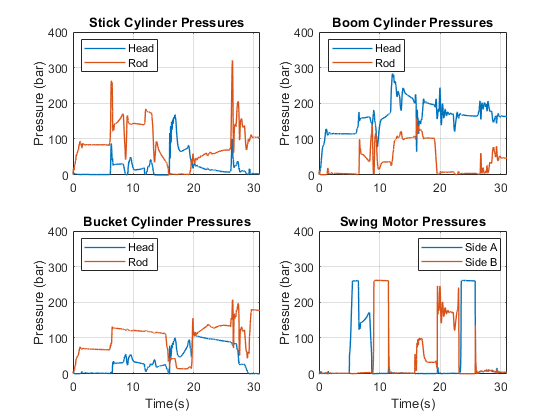 Stick Cylinder Pressures
Pressure (bar)
400
300
200
100
0
0 10 20 30
Head
Rod
Boom Cylinder Pressures
Pressure (bar)
400
300
200
100
0
0 10 20 30
Head
Rod
Bucket Cylinder Pressures
Pressure (bar)
400
300
200
100
0
0 10 20 30
Time(s)
Head
Rod
Swing Motor Pressures
Pressure (bar)
400
300
200
100
0
0 10 20 30
Time(s)
Side A
Side B